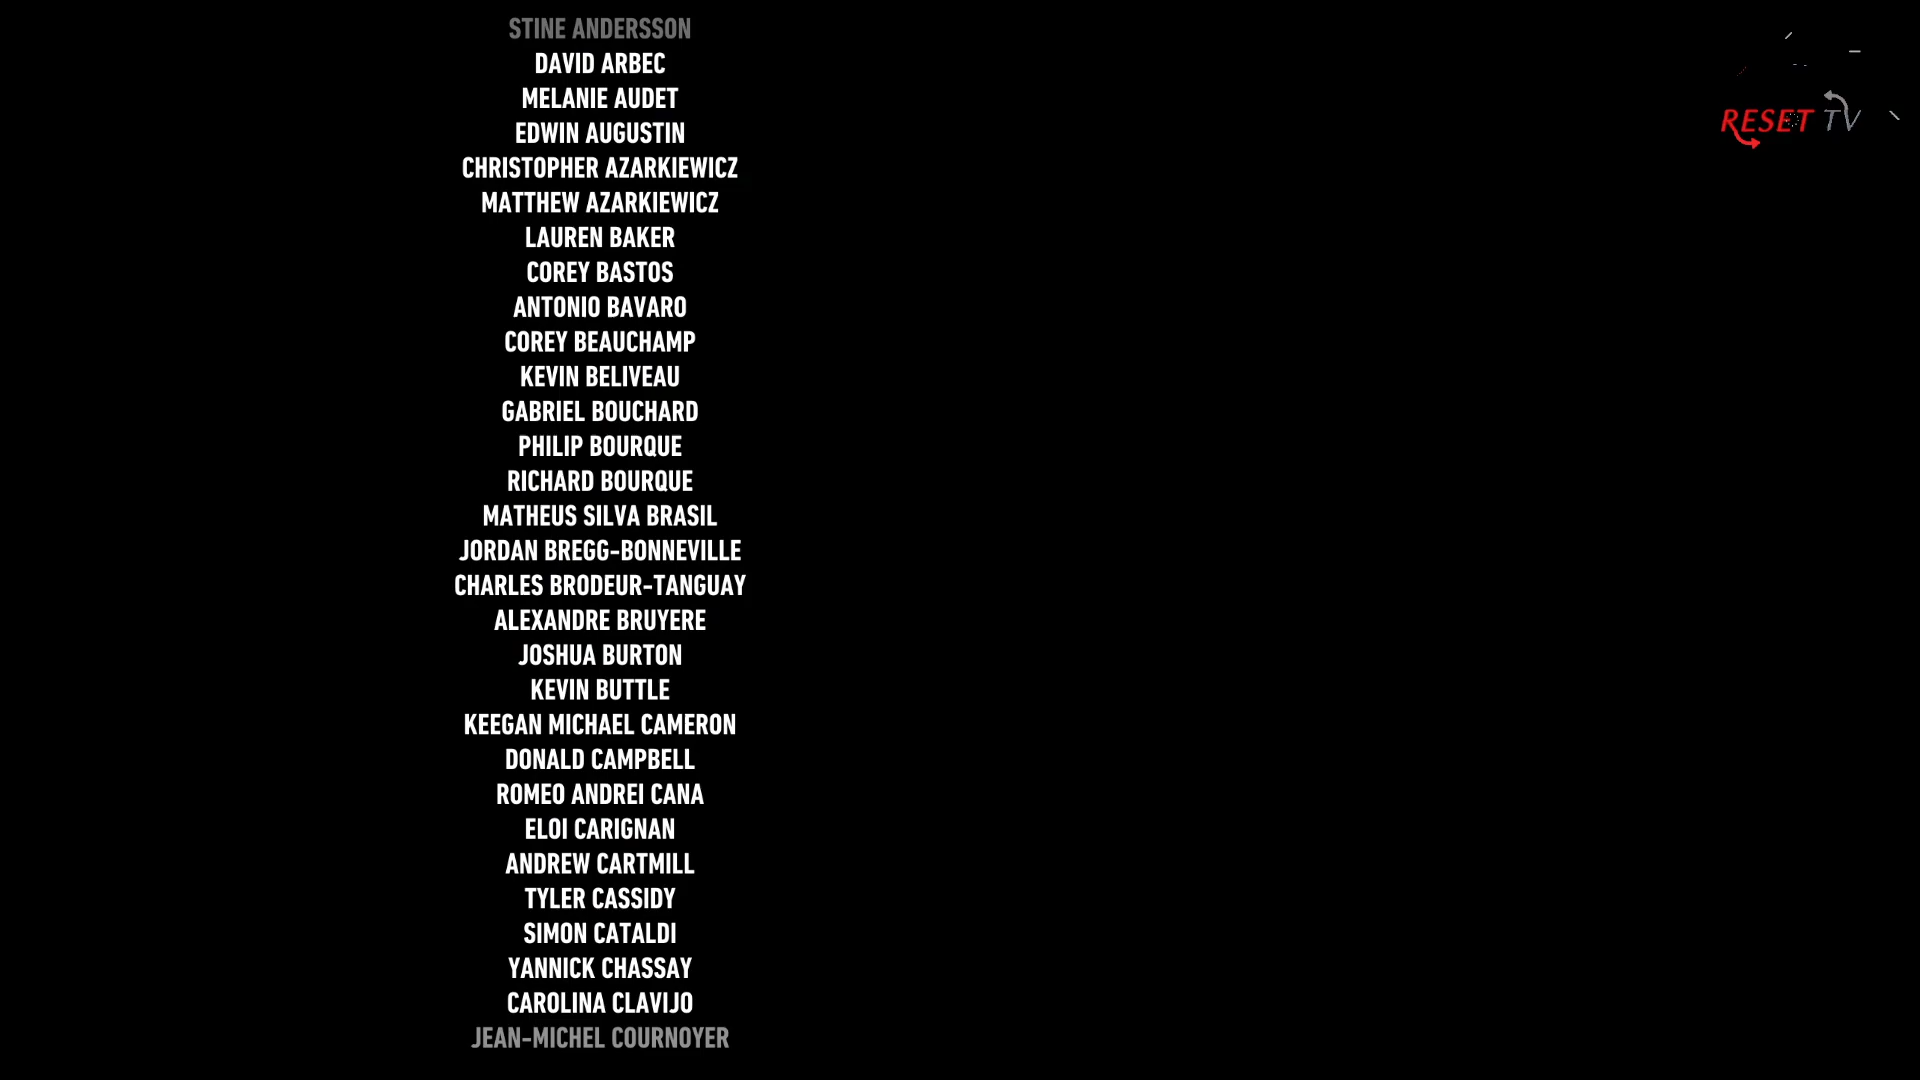 STINE ANDERSSON
DAVID ARBEC
MELANIE AUDET
EDWIN AUGUSTIN
CHRISTOPHER AZARKIEWICZ
MATTHEW AZARKIEWICZ
LAUREN BAKER
COREY BASTOS
ANTONIO BAVARO
COREY BEAUCHAMP
KEVIN BELIVEAU
GABRIEL BOUCHARD
PHILIP BOURQUE
RICHARD BOURQUE
MATHEUS SILVA BRASIL
JORDAN BREGG-BONNEVILLE
CHARLES BRODEUR-TANGUAY
ALEXANDRE BRUYERE
JOSHUA BURTON
KEVIN BUTTLE
KEEGAN MICHAEL CAMERON
DONALD CAMPBELL
ROMEO ANDREI CANA
ELOI CARIGNAN
ANDREW CARTMILL
TYLER CASSIDY
SIMON CATALDI
YANNICK CHASSAY
CAROLINA CLAVIJO
JEAN-MICHEL COURNOYER
RESET TV